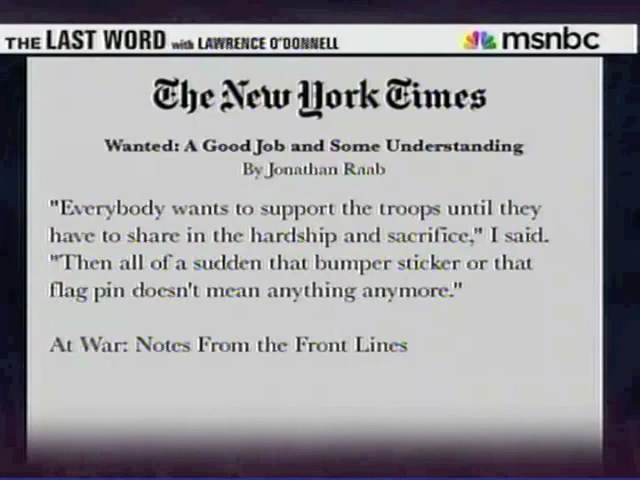 THE LAST WORD with LAWRENCE O'DONNELL
msnbc
The New York Times
Wanted: A Good Job and Some Understanding
By Jonathan Raab
"Everybody wants to support the troops until they
have to share in the hardship and sacrifice," I said.
"Then all of a sudden that bumper sticker or that
flag pin doesn't mean anything anymore."
At War: Notes From the Front Lines